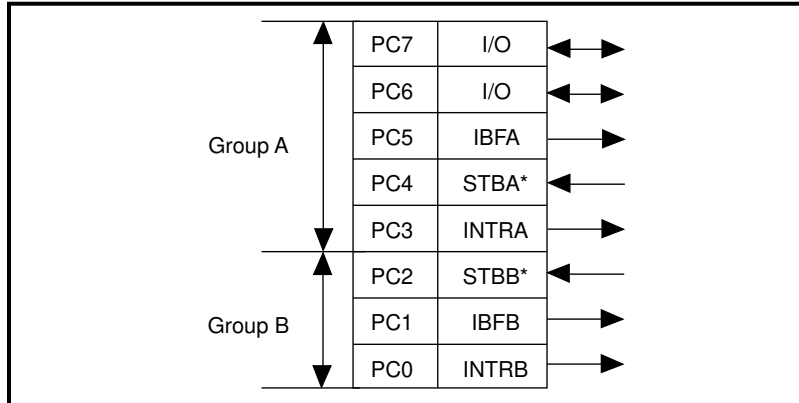 PC7 I/O
PC6 I/O
Group A PC5 IBFA
PC4 STBA*
PC3 INTRA
PC2 STBB*
Group B PC1 IBFB
PC0 INTRB